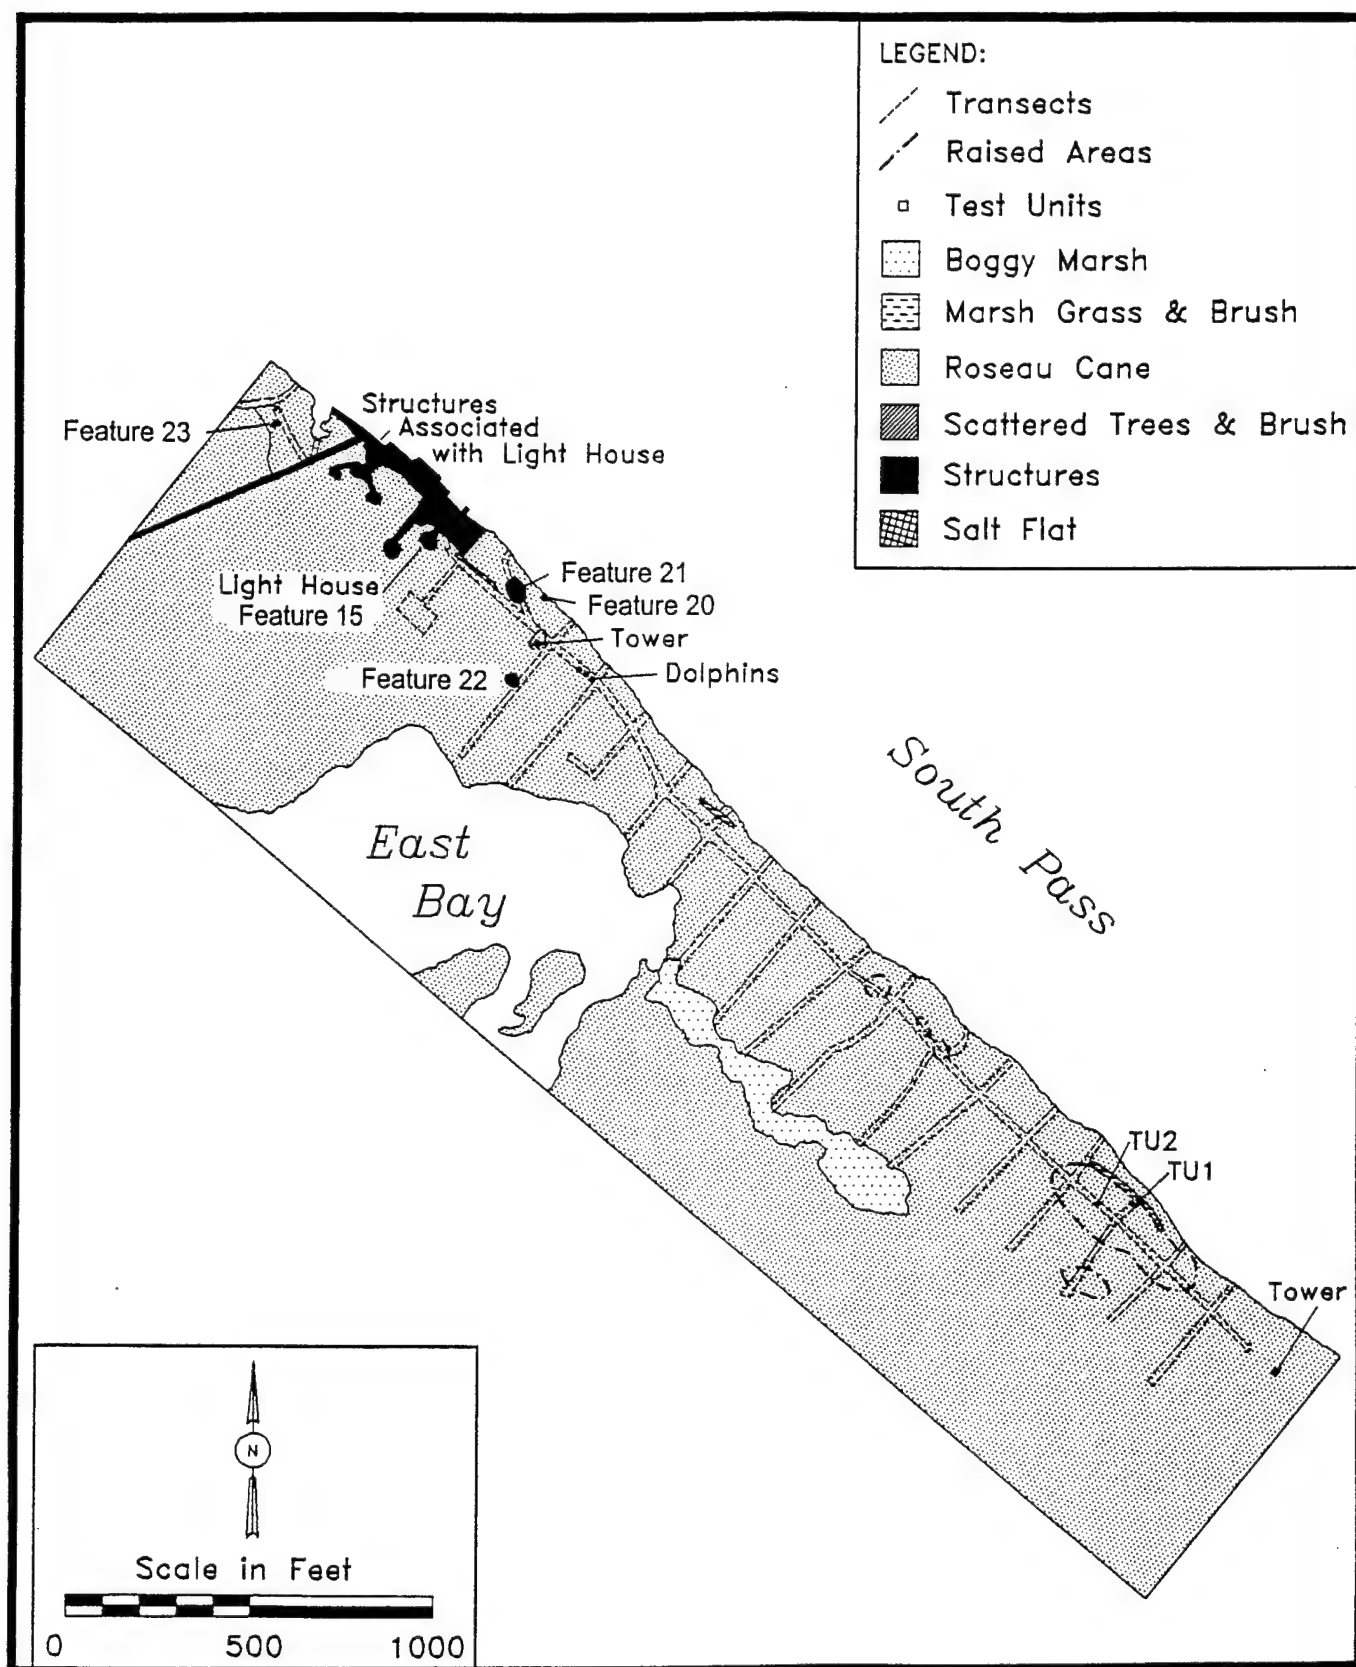 LEGEND:
Transects
Raised Areas
Test Units
Boggy Marsh
Marsh Grass & Brush
Roseau Cane
Scattered Trees & Brush
Structures
Salt Flat
Structures
Associated
with Light House
Feature 23
Light House
Feature 15
Feature 21
Feature 20
Tower
Feature 22
Dolphins
South Pass
East
Bay
TU2
TU1
Tower
N
Scale in Feet
0 500 1000